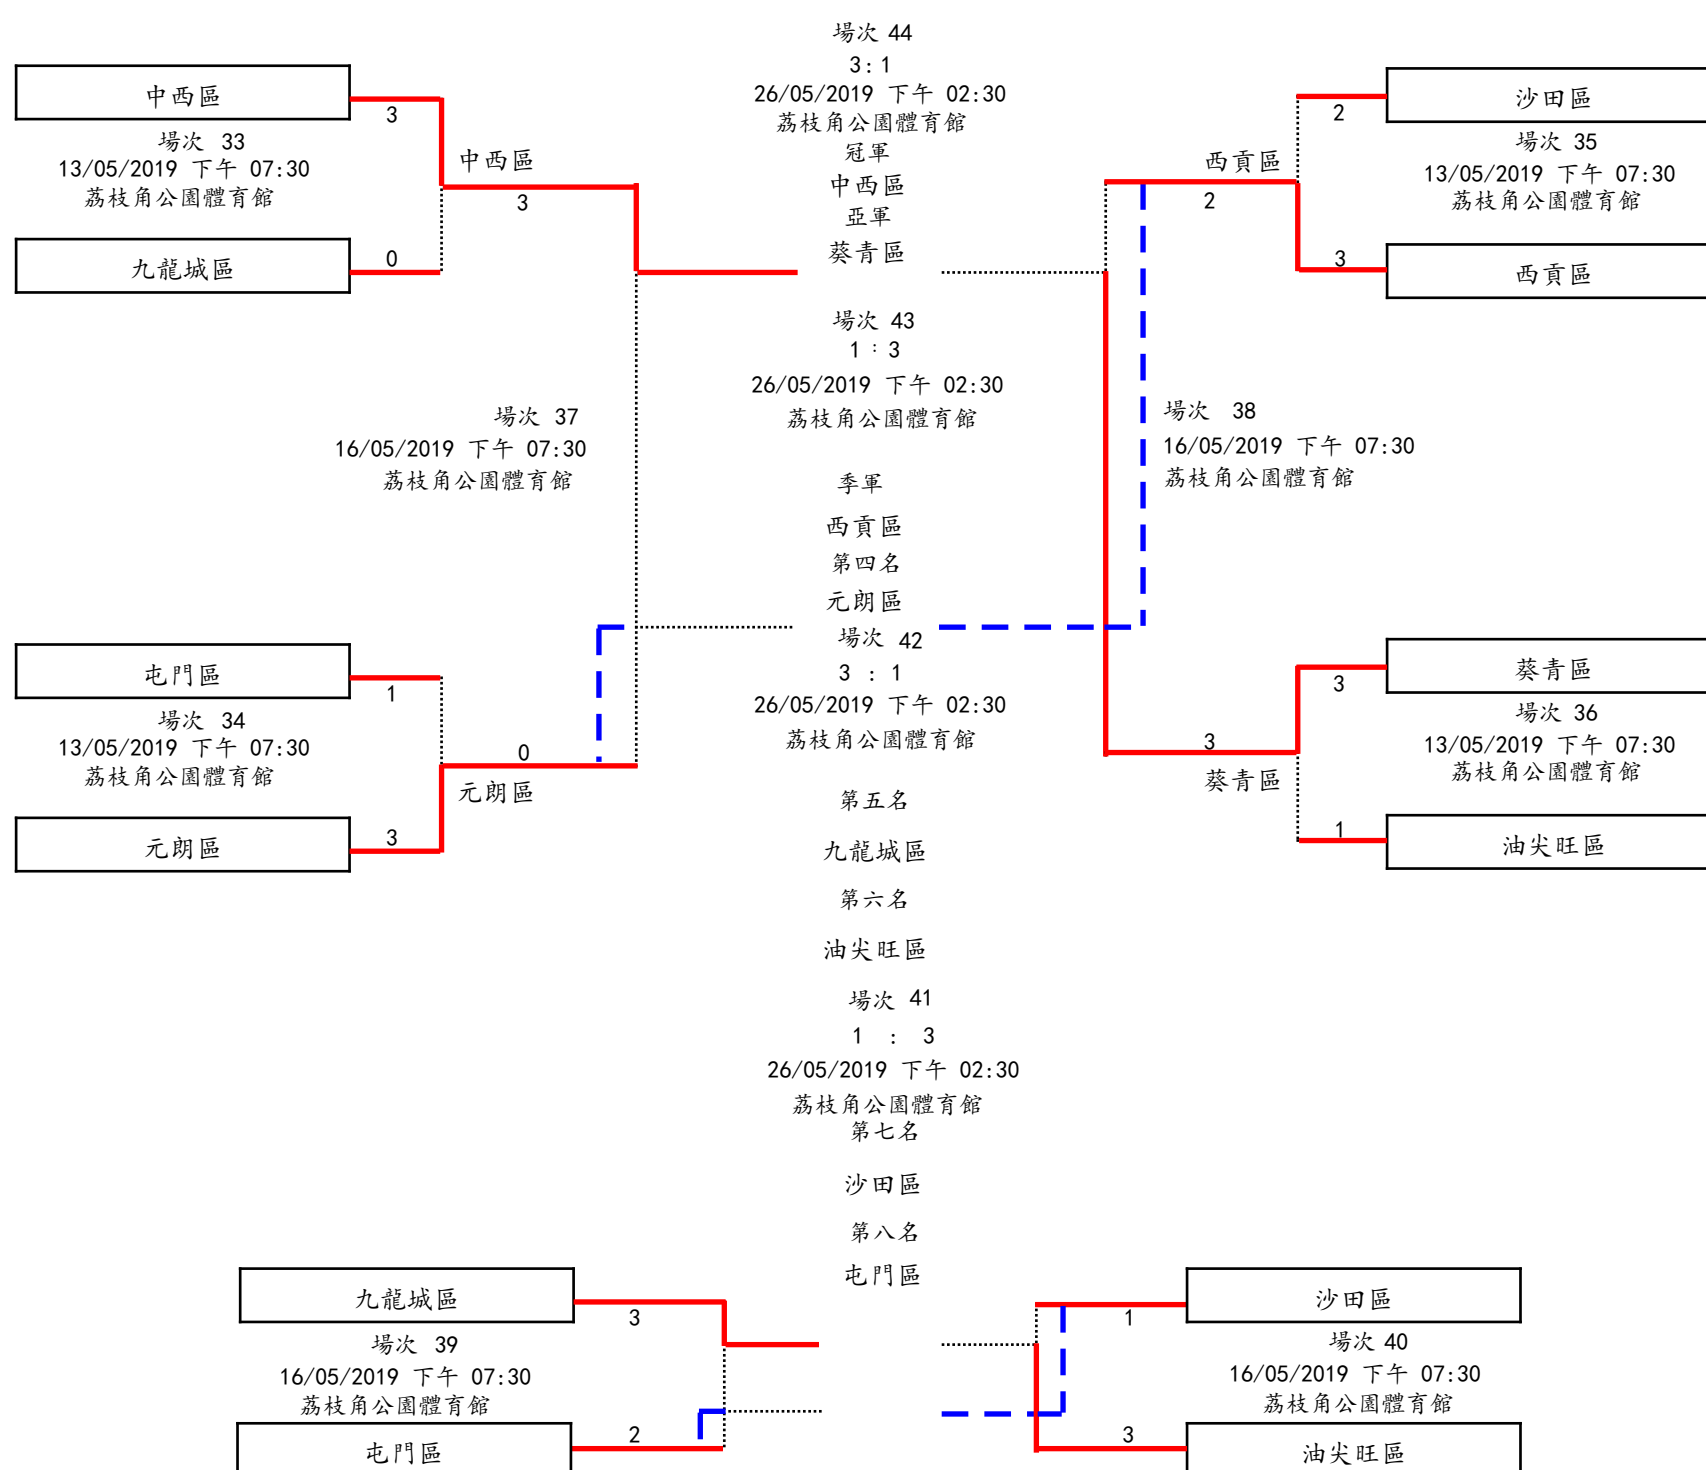 中西區
3
場次 33
13/05/2019 下午 07:30
荔枝角公園體育館
九龍城區
0
中西區
3
場次 37
16/05/2019 下午 07:30
荔枝角公園體育館
屯門區
1
場次 34
13/05/2019 下午 07:30
荔枝角公園體育館
元朗區
3
0
元朗區
場次 44
3:1
26/05/2019 下午 02:30
荔枝角公園體育館
冠軍
中西區
亞軍
葵青區
場次 43
1:3
26/05/2019 下午 02:30
荔枝角公園體育館
季軍
西貢區
第四名
元朗區
場次 42
3 : 1
26/05/2019 下午 02:30
荔枝角公園體育館
第五名
九龍城區
第六名
油尖旺區
場次 41
1 : 3
26/05/2019 下午 02:30
荔枝角公園體育館
第七名
沙田區
第八名
屯門區
沙田區
2
場次 35
13/05/2019 下午 07:30
荔枝角公園體育館
西貢區
3
西貢區
2
場次 38
16/05/2019 下午 07:30
荔枝角公園體育館
葵青區
3
場次 36
13/05/2019 下午 07:30
荔枝角公園體育館
油尖旺區
1
3
葵青區
九龍城區
3
場次 39
16/05/2019 下午 07:30
荔枝角公園體育館
屯門區
2
沙田區
1
場次 40
16/05/2019 下午 07:30
荔枝角公園體育館
油尖旺區
3